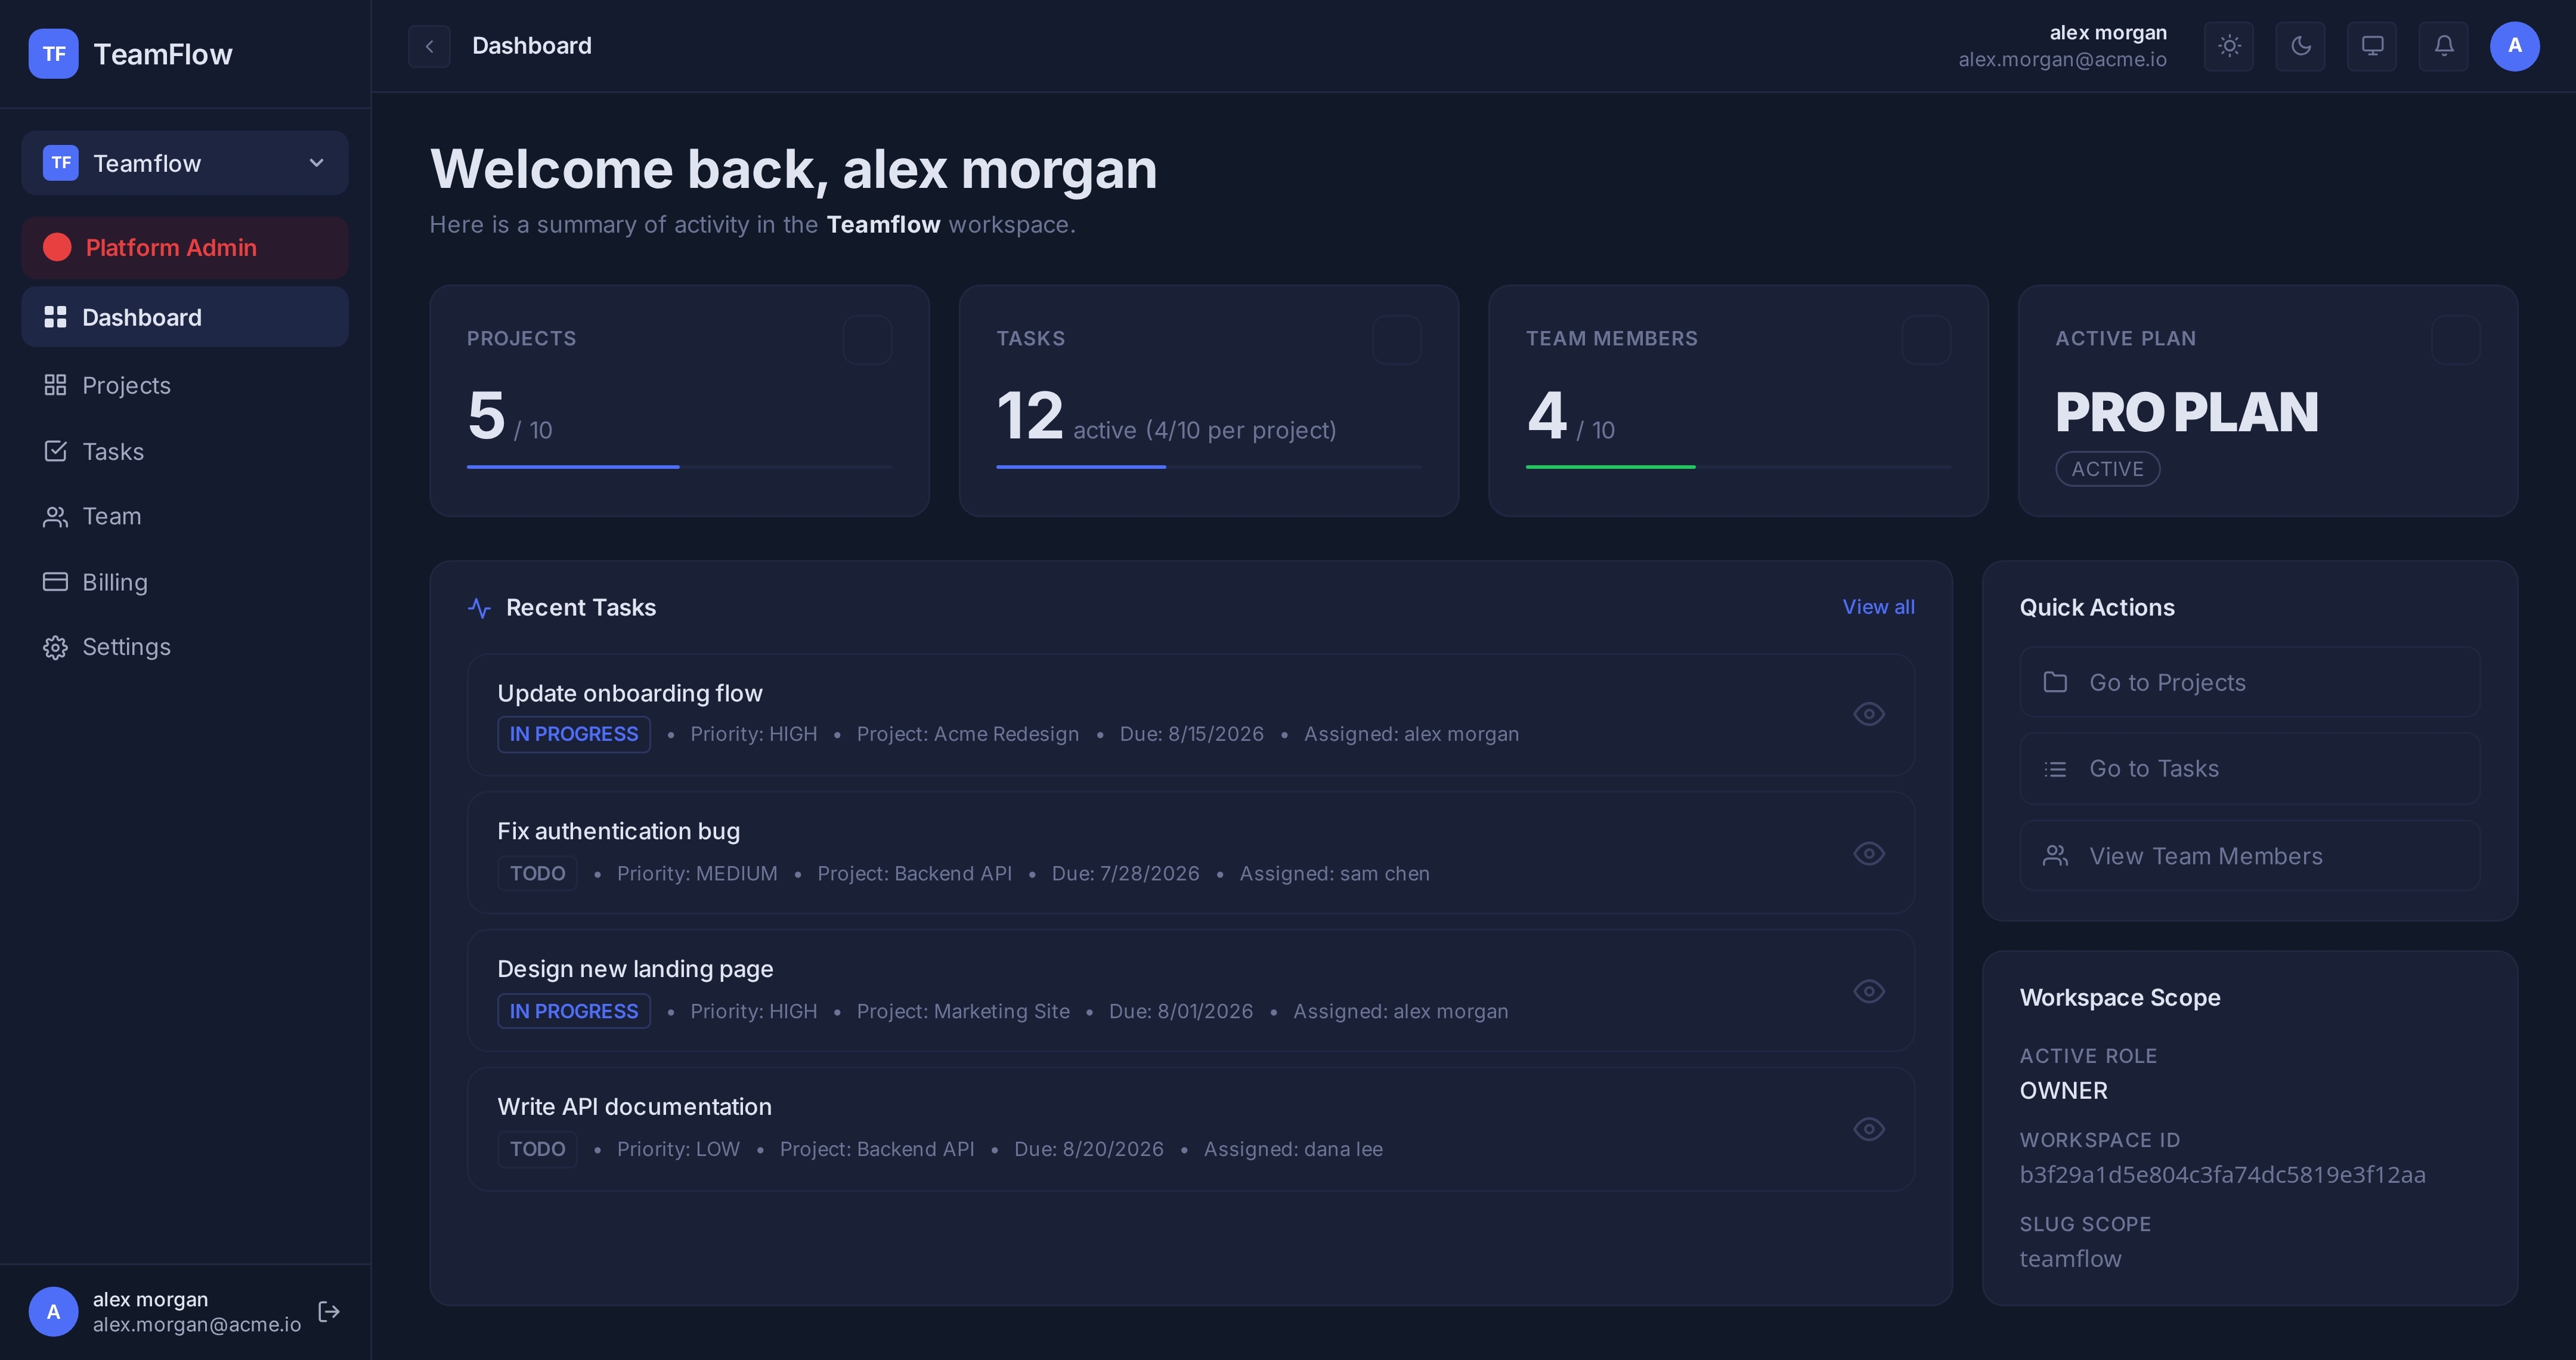 TF TeamFlow
TF Teamflow
Platform Admin
Dashboard
Projects
Tasks
Team
Billing
Settings
A
alex morgan
alex.morgan@acme.io
Dashboard
alex morgan
alex.morgan@acme.io
A
Welcome back, alex morgan
Here is a summary of activity in the Teamflow workspace.
PROJECTS
5 / 10
TASKS
12 active (4/10 per project)
TEAM MEMBERS
4 / 10
ACTIVE PLAN
PRO PLAN
ACTIVE
Recent Tasks View all
Update onboarding flow
IN PROGRESS • Priority: HIGH • Project: Acme Redesign • Due: 8/15/2026 • Assigned: alex morgan
Fix authentication bug
TODO • Priority: MEDIUM • Project: Backend API • Due: 7/28/2026 • Assigned: sam chen
Design new landing page
IN PROGRESS • Priority: HIGH • Project: Marketing Site • Due: 8/01/2026 • Assigned: alex morgan
Write API documentation
TODO • Priority: LOW • Project: Backend API • Due: 8/20/2026 • Assigned: dana lee
Quick Actions
Go to Projects
Go to Tasks
View Team Members
Workspace Scope
ACTIVE ROLE
OWNER
WORKSPACE ID
b3f29a1d5e804c3fa74dc5819e3f12aa
SLUG SCOPE
teamflow